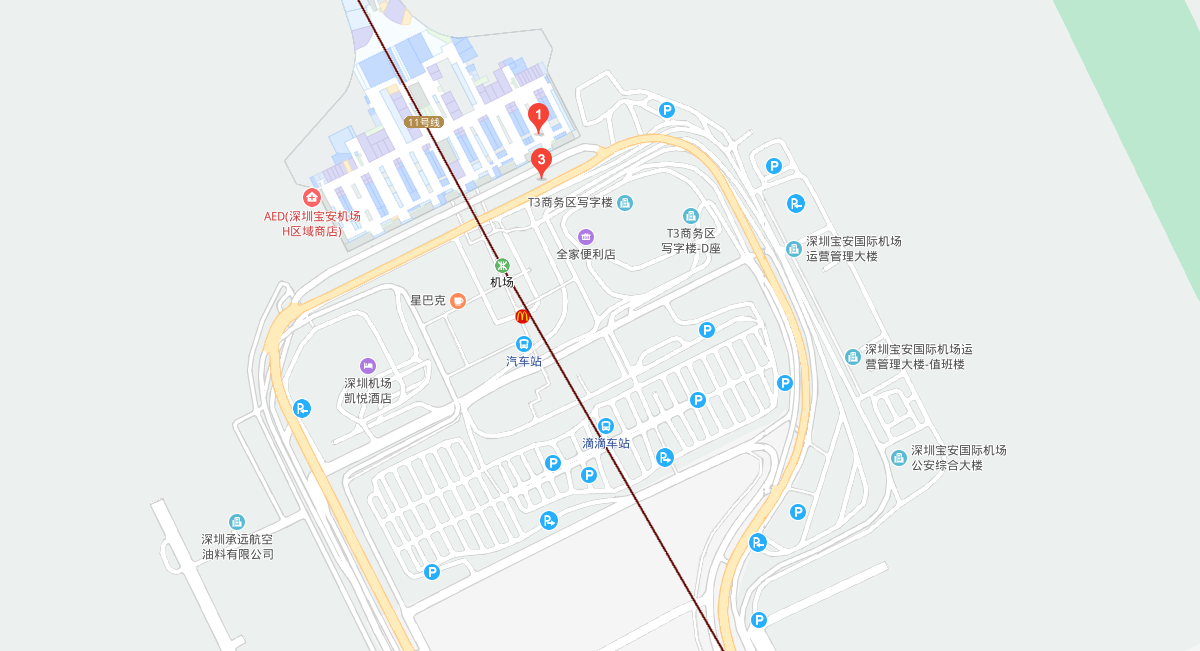 11号线
1
3
P
P
AED(深圳宝安机场
H区域商店)
T3商务区写字楼
P
T3商务区
写字楼-D座
全家便利店
深圳宝安国际机场
运营管理大楼
机场
星巴克
汽车站
P
深圳宝安国际机场运
营管理大楼-值班楼
深圳机场
凯悦酒店
P
P
P
滴滴车站
深圳宝安国际机场
公安综合大楼
P
P
P
P
P
深圳承远航空
油料有限公司
P
P
P